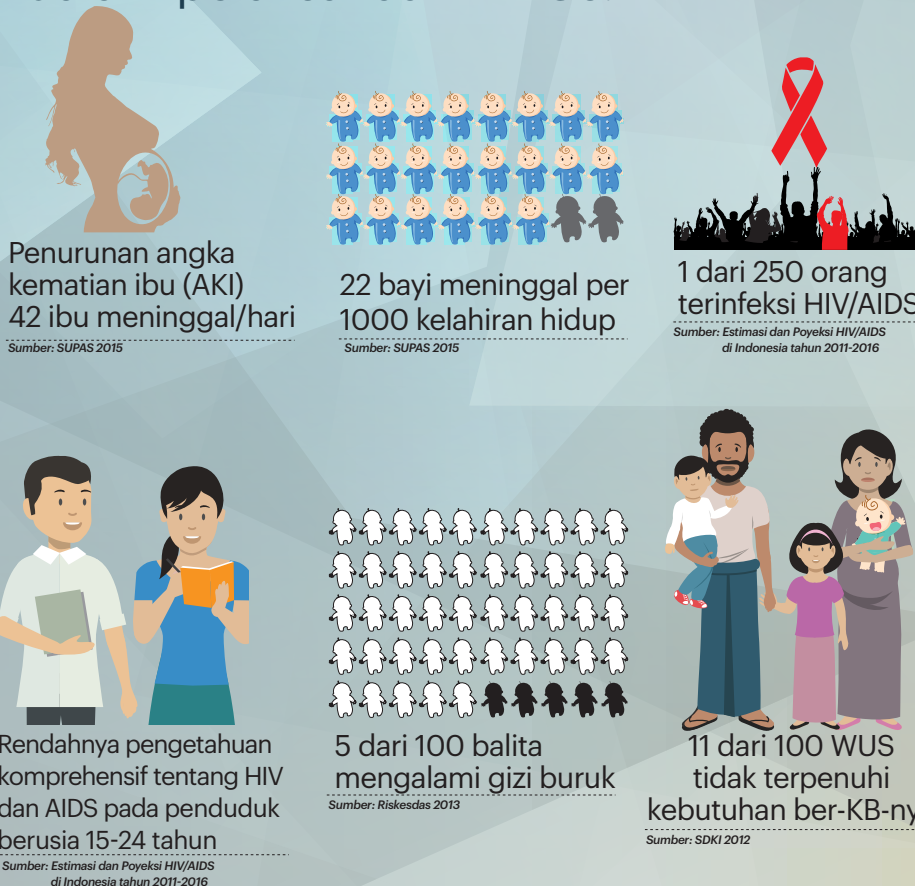 Penurunan angka
kematian ibu (AKI)
42 ibu meninggal/hari
Sumber: SUPAS 2015
22 bayi meninggal per
1000 kelahiran hidup
Sumber: SUPAS 2015
1 dari 250 orang
terinfeksi HIV/AIDS
Sumber: Estimasi dan Poyeksi HIV/AIDS
di Indonesia tahun 2011-2016
Rendahnya pengetahuan
komprehensif tentang HIV
dan AIDS pada penduduk
berusia 15-24 tahun
Sumber: Estimasi dan Poyeksi HIV/AIDS
di Indonesia tahun 2011-2016
5 dari 100 balita
mengalami gizi buruk
Sumber: Riskesdas 2013
11 dari 100 WUS
tidak terpenuhi
kebutuhan ber-KB-ny
Sumber: SDKI 2012